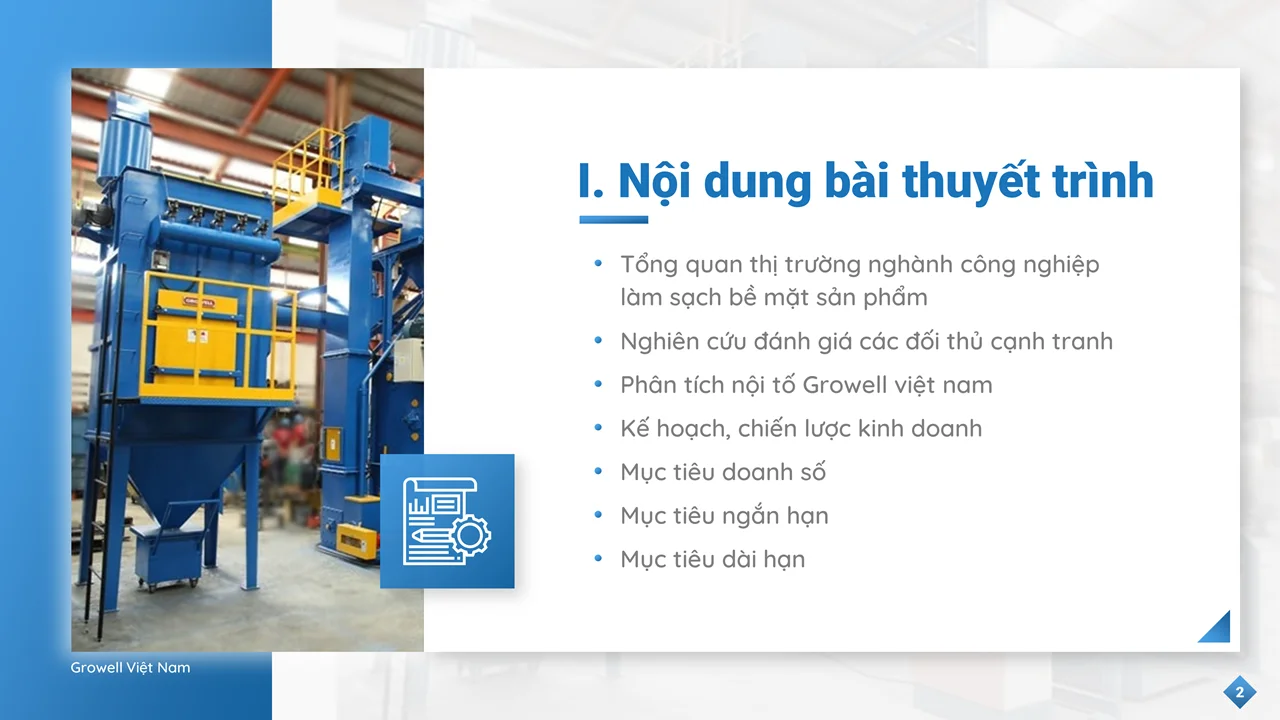 I. Nội dung bài thuyết trình
Tổng quan thị trường nghành công nghiệp
làm sạch bề mặt sản phẩm
Nghiên cứu đánh giá các đối thủ cạnh tranh
Phân tích nội tố Growell việt nam
Kế hoạch, chiến lược kinh doanh
Mục tiêu doanh số
Mục tiêu ngắn hạn
Mục tiêu dài hạn
Growell Việt Nam
2